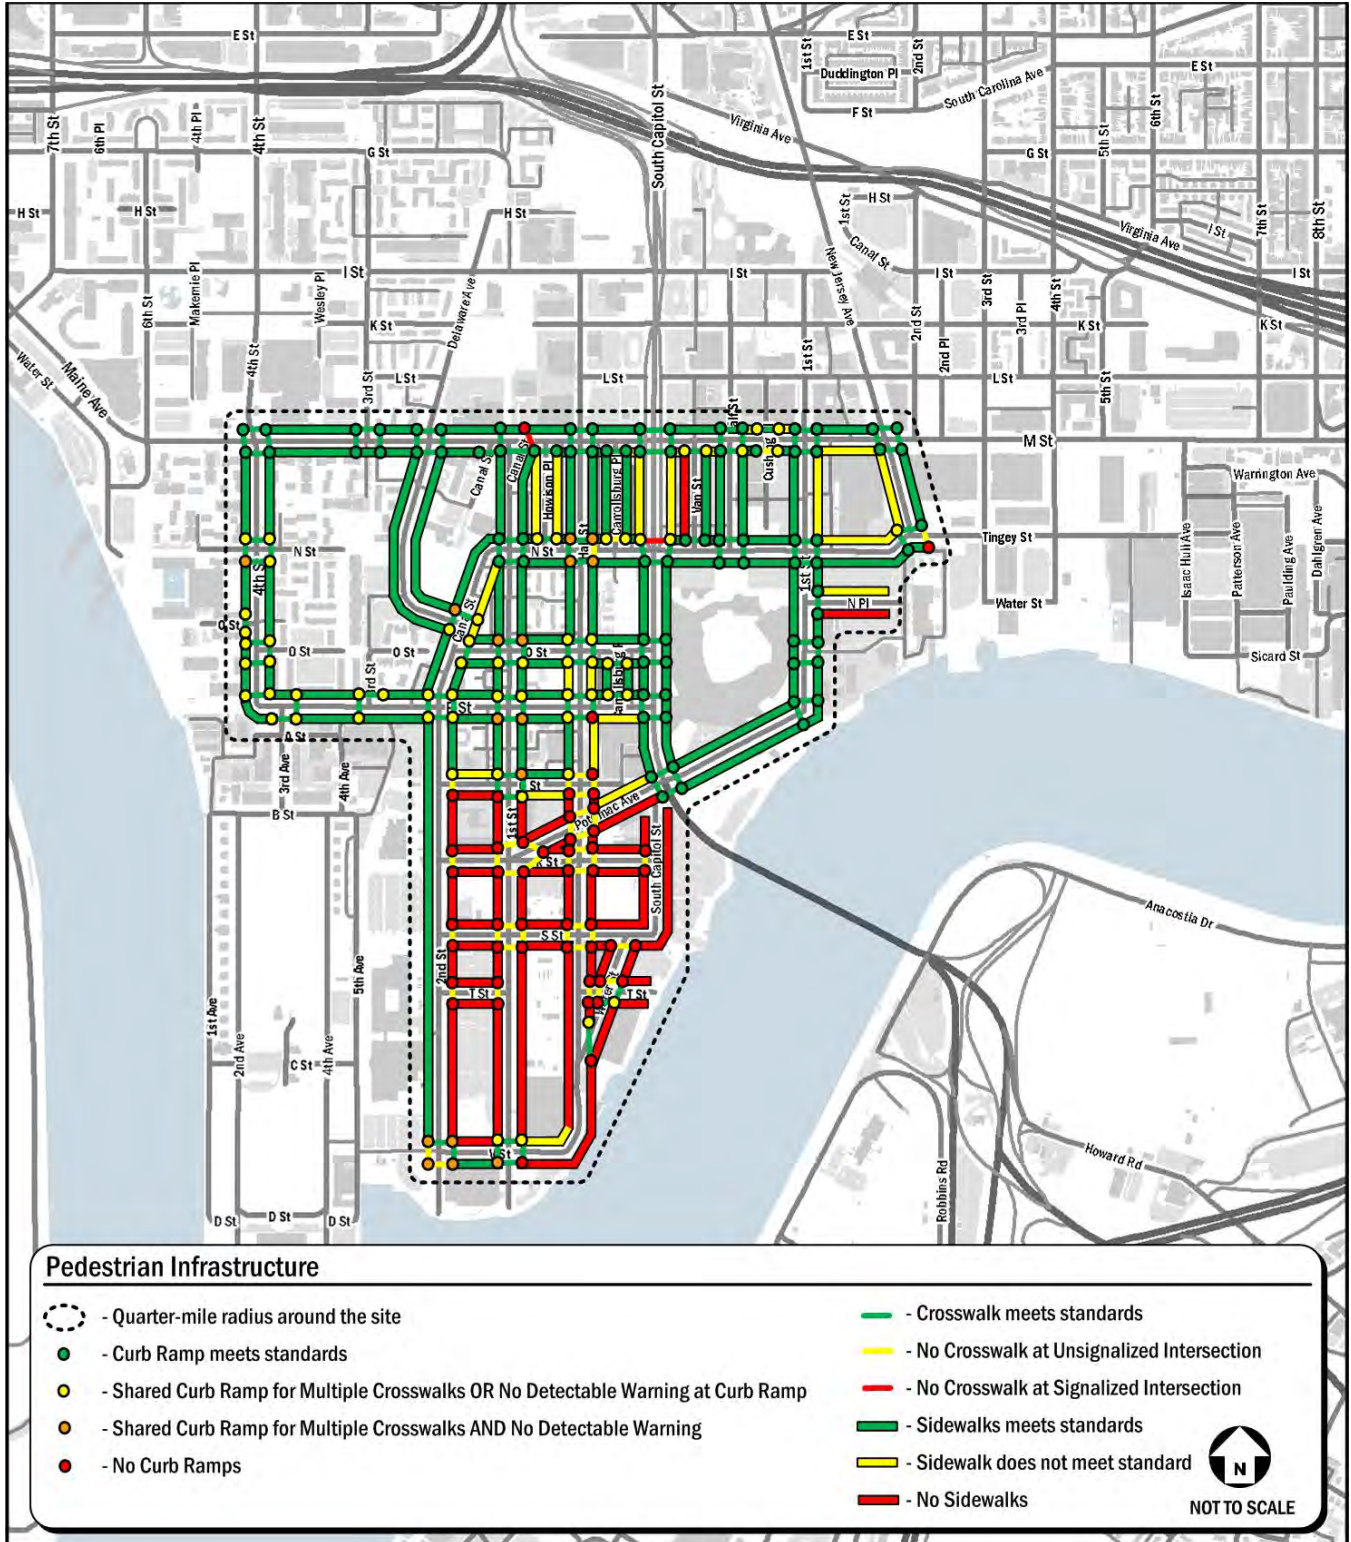 E St
E St
E St
1st St
2nd St
Duddington Pl
South Carolina Ave
F St
6th St
5th St
7th St
6th Pl
4th Pl
4th St
South Capitol St
Virginia Ave
G St
G St
H St
H St
H St
H St
1st St
Canal St
New Jersey Ave
I St
Virginia Ave
7th St
8th St
I St
I St
I St
I St
6th St
Makemie Pl
Wesley Pl
Delaware Ave
K St
2nd St
3rd St
3rd Pl
4th St
K St
K St
Water St
Maine Ave
4th St
3rd St
L St
L St
1st St
2nd Pl
L St
5th St
M St
Canal St
Canal St
Howison Pl
Carrollsburg Pl
Van St
Warrington Ave
N St
N St
Tingey St
Isaac Hull Ave
Patterson Ave
Paulding Ave
Dahlgren Ave
4th St
1st St
N Pl
Water St
O St
O St
O St
Sicard St
3rd Ave
4th Ave
B St
1st St
Potomac Ave
South Capitol St
Anacostia Dr
S St
2nd St
T St
T St
5th Ave
1st Ave
2nd Ave
C St
4th Ave
Howard Rd
Robbins Rd
D St
D St
D St
Pedestrian Infrastructure
- Quarter-mile radius around the site
- Curb Ramp meets standards
- Shared Curb Ramp for Multiple Crosswalks OR No Detectable Warning at Curb Ramp
- Shared Curb Ramp for Multiple Crosswalks AND No Detectable Warning
- No Curb Ramps
- Crosswalk meets standards
- No Crosswalk at Unsignalized Intersection
- No Crosswalk at Signalized Intersection
- Sidewalks meets standards
- Sidewalk does not meet standard
- No Sidewalks
N
NOT TO SCALE